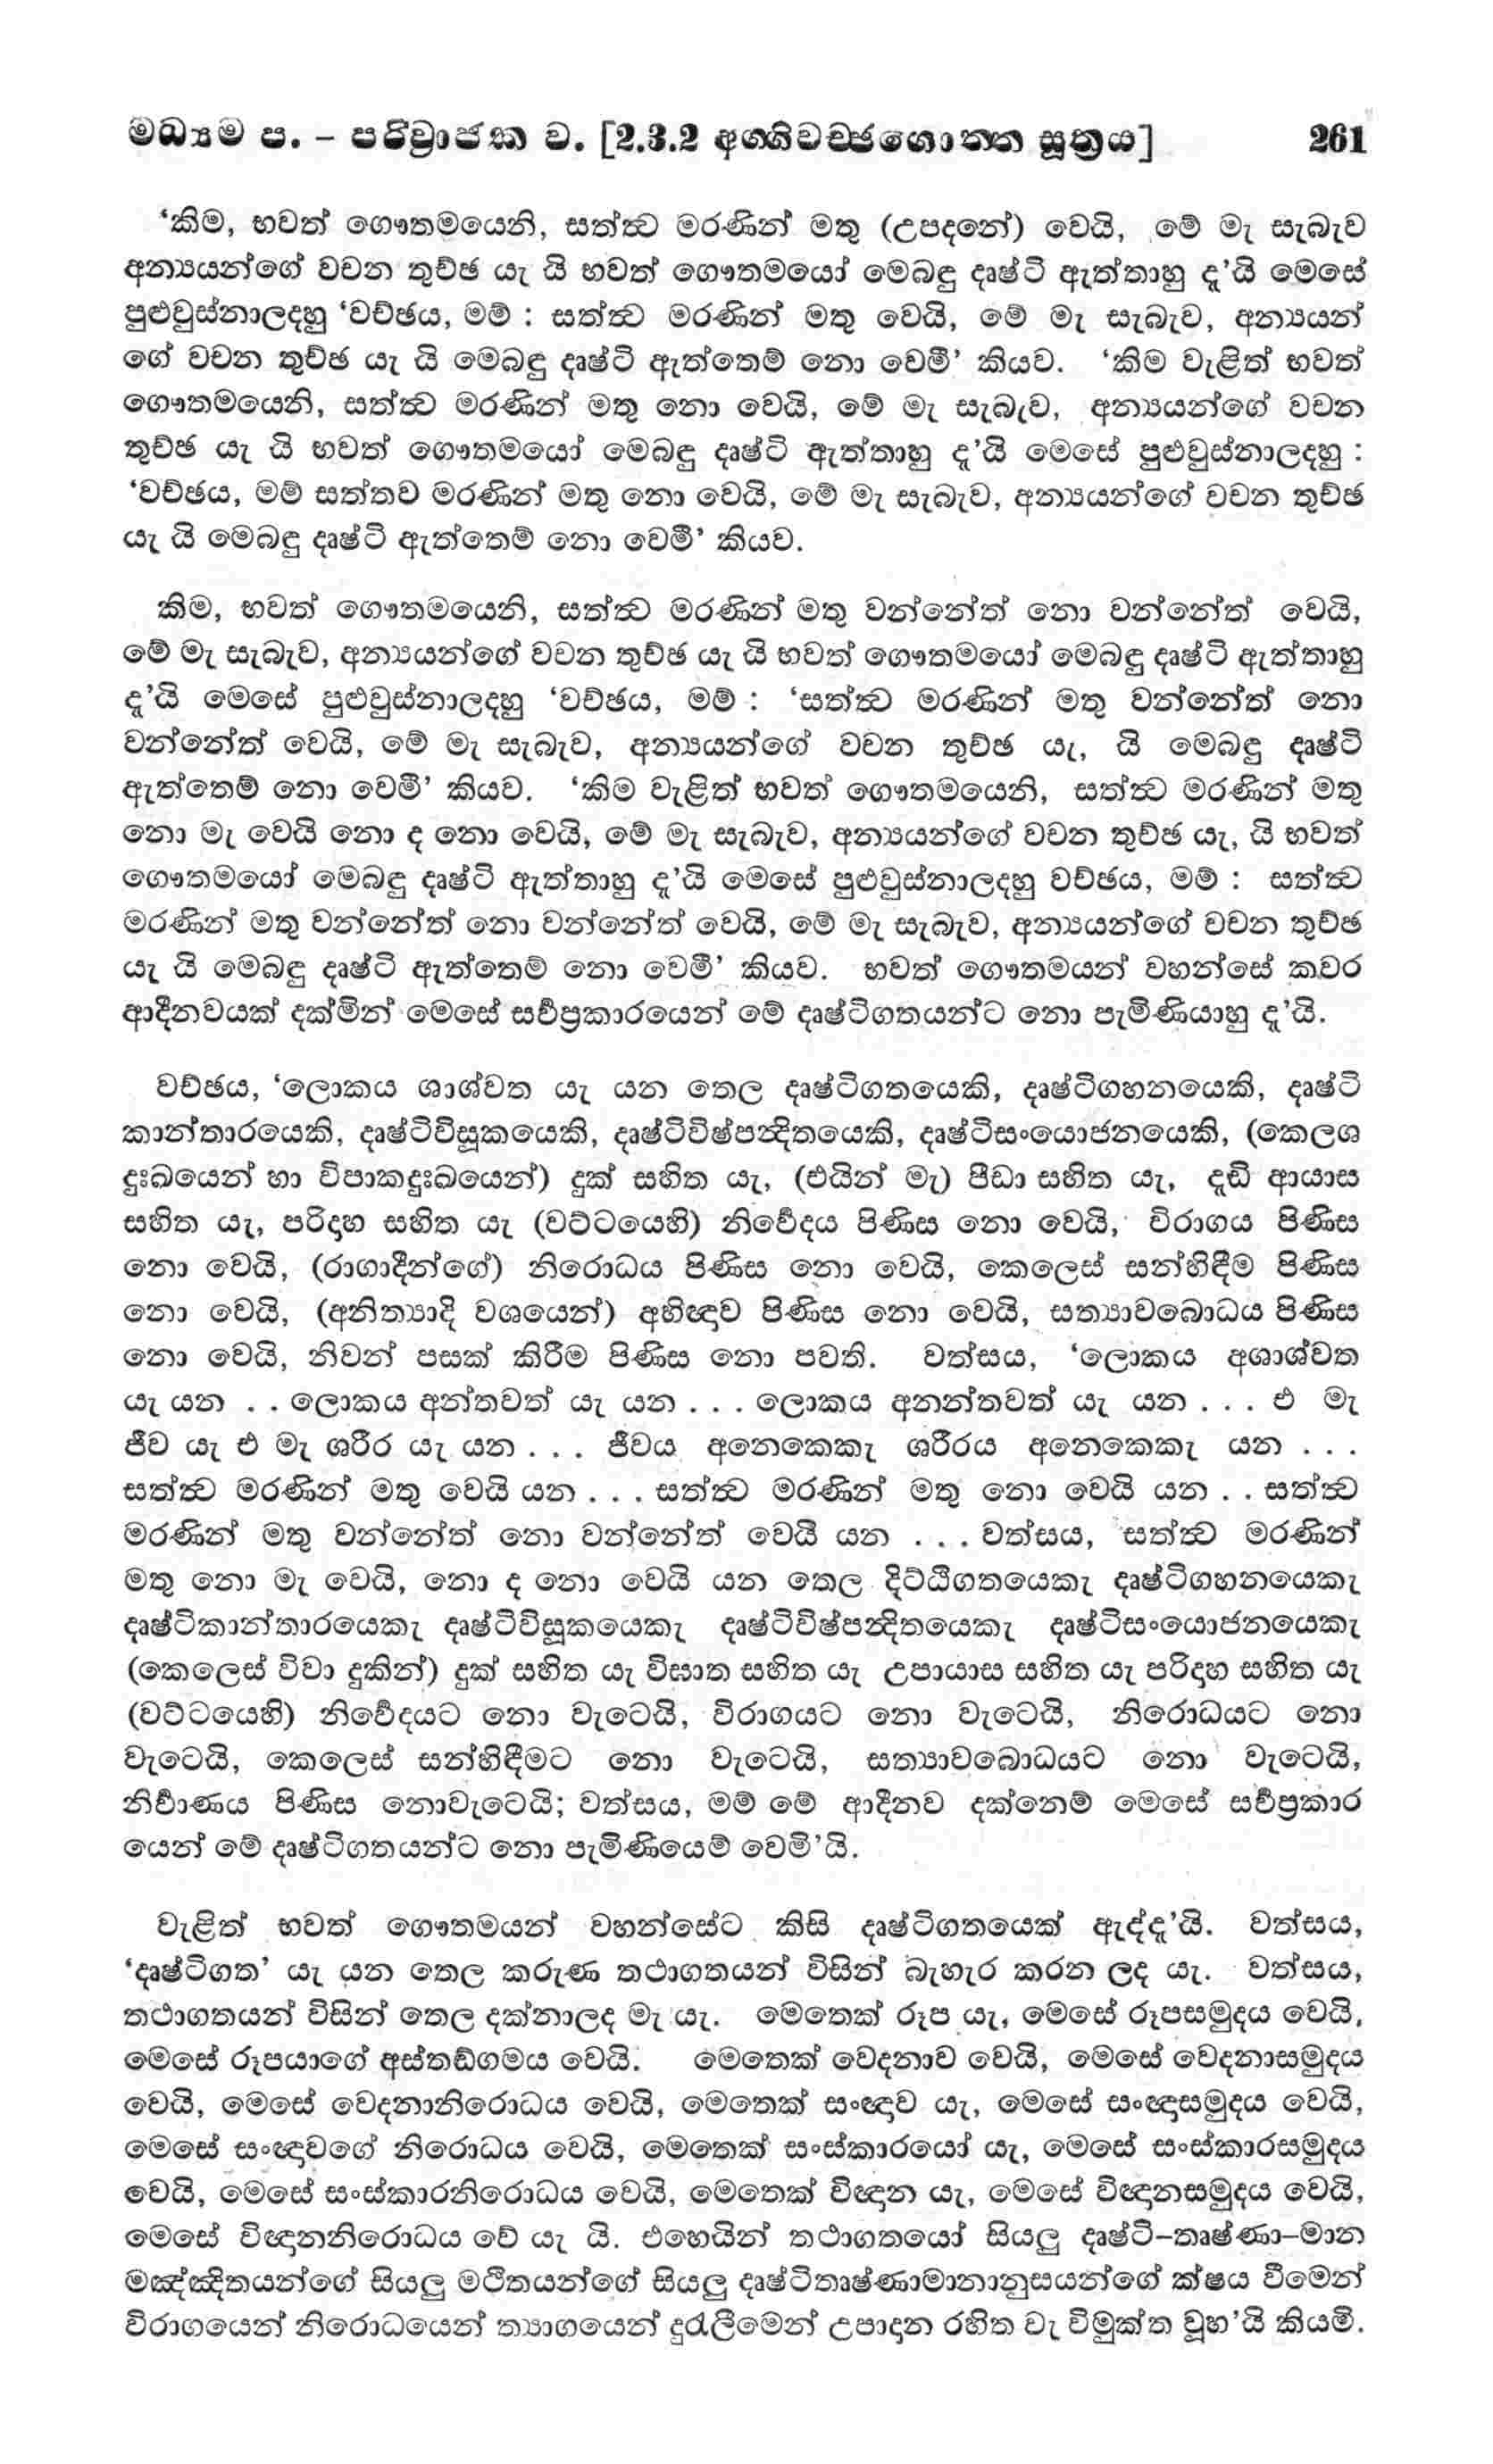 මධ්‍යම ප. – පරිව්‍රාජක ව. [2.3.2 අග්ගිවච්ඡගොත්ත සූත්‍රය] 261
‘කිම, භවත් ගෞතමයෙනි, සත්ත්‍ව මරණින් මතු (උපදනේ) වෙයි, මේ මැ සැබැව
අන්‍යයන්ගේ වචන තුච්ඡ යැ යි භවත් ගෞතමයෝ මෙබඳු දෘෂ්ටි ඇත්තාහු දැ’යි මෙසේ
පුළුවුස්නාලදහු ‘වච්ඡය, මම් : සත්ත්‍ව මරණින් මතු වෙයි, මේ මැ සැබැව, අන්‍යයන්
ගේ වචන තුච්ඡ යැ යි මෙබඳු දෘෂ්ටි ඇත්තෙම් නො වෙමී’ කියව. ‘කිම වැළිත් භවත්
ගෞතමයෙනි, සත්ත්‍ව මරණින් මතු නො වෙයි, මේ මැ සැබැව, අන්‍යයන්ගේ වචන
තුච්ඡ යැ යි භවත් ගෞතමයෝ මෙබඳු දෘෂ්ටි ඇත්තාහු දැ’යි මෙසේ පුළුවුස්නාලදහු :
‘වච්ඡය, මම් සත්තව මරණින් මතු නො වෙයි, මේ මැ සැබැව, අන්‍යයන්ගේ වචන තුච්ඡ
යැ යි මෙබඳු දෘෂ්ටි ඇත්තෙම් නො වෙමී’ කියව.
කිම, භවත් ගෞතමයෙනි, සත්ත්‍ව මරණින් මතු වන්නේත් නො වන්නේත් වෙයි,
මේ මැ සැබැව, අන්‍යයන්ගේ වචන තුච්ඡ යැ යි භවත් ගෞතමයෝ මෙබඳු දෘෂ්ටි ඇත්තාහු
දැ’යි මෙසේ පුළුවුස්නාලදහු ‘වච්ඡය, මම් : ‘සත්ත්‍ව මරණින් මතු වන්නේත් නො
වන්නේත් වෙයි, මේ මැ සැබැව, අන්‍යයන්ගේ වචන තුච්ඡ යැ, යි මෙබඳු දෘෂ්ටි
ඇත්තෙම් නො වෙමී’ කියව. ‘කිම වැළිත් භවත් ගෞතමයෙනි, සත්ත්‍ව මරණින් මතු
නො මැ වෙයි නො ද නො වෙයි, මේ මැ සැබැව, අන්‍යයන්ගේ වචන තුච්ඡ යැ, යි භවත්
ගෞතමයෝ මෙබඳු දෘෂ්ටි ඇත්තාහු දැ’යි මෙසේ පුළුවුස්නාලදහු වච්ඡය, මම් : සත්ත්‍ව
මරණින් මතු වන්නේත් නො වන්නේත් වෙයි, මේ මැ සැබැව, අන්‍යයන්ගේ වචන තුච්ඡ
යැ යි මෙබඳු දෘෂ්ටි ඇත්තෙම් නො වෙමී’ කියව. භවත් ගෞතමයන් වහන්සේ කවර
ආදීනවයක් දක්මින් මෙසේ සර්‍වප්‍රකාරයෙන් මේ දෘෂ්ටිගතයන්ට නො පැමිණියාහු දැ’යි.
වච්ඡය, ‘ලොකය ශාශ්වත යැ යන තෙල දෘෂ්ටිගතයෙකි, දෘෂ්ටිගහනයෙකි, දෘෂ්ටි
කාන්තාරයෙකි, දෘෂ්ටිවිසූකයෙකි, දෘෂ්ටිවිෂ්පන්‍දිතයෙකි, දෘෂ්ටිසංයොජනයෙකි, (කෙලශ
දුඃඛයෙන් හා විපාකදුඃඛයෙන්) දුක් සහිත යැ, (එයින් මැ) පීඩා සහිත යැ, දැඩි ආයාස
සහිත යැ, පරිදාහ සහිත යැ (වට්ටයෙහි) නිර්‍වේදය පිණිස නො වෙයි, විරාගය පිණිස
නො වෙයි, (රාගාදීන්ගේ) නිරොධය පිණිස නො වෙයි, කෙලෙස් සන්හිඳීම පිණිස
නො වෙයි, (අනිත්‍යාදි වශයෙන්) අභිඥාව පිණිස නො වෙයි, සත්‍යාවබොධය පිණිස
නො වෙයි, නිවන් පසක් කිරීම පිණිස නො පවති. වත්සය, ‘ලොකය අශාශ්වත
යැ යන . . ලොකය අන්තවත් යැ යන . . . ලොකය අනන්තවත් යැ යන . . . එ මැ
ජීව යැ එ මැ ශරීර යැ යන . . . ජීවය අනෙකෙකැ ශරීරය අනෙකෙකැ යන . . .
සත්ත්‍ව මරණින් මතු වෙයි යන . . . සත්ත්‍ව මරණින් මතු නො වෙයි යන . . සත්ත්‍ව
මරණින් මතු වන්නේත් නො වන්නේත් වෙයි යන . . . වත්සය, සත්ත්‍ව මරණින්
මතු නො මැ වෙයි, නො ද නො වෙයි යන තෙල දිට්ඨිගතයෙකැ දෘෂ්ටිගහනයෙකැ
දෘෂ්ටිකාන්තාරයෙකැ දෘෂ්ටිවිසූකයෙකැ දෘෂ්ටිවිෂ්පන්‍දිතයෙකැ දෘෂ්ටිසංයොජනයෙකැ
(කෙලෙස් විවා දුකින්) දුක් සහිත යැ විඝාත සහිත යැ උපායාස සහිත යැ පරිදාහ සහිත යැ
(වට්ටයෙහි) නිර්‍වේදයට නො වැටෙයි, විරාගයට නො වැටෙයි, නිරොධයට නො
වැටෙයි, කෙලෙස් සන්හිඳීමට නො වැටෙයි, සත්‍යාවබොධයට නො වැටෙයි,
නිර්‍වාණය පිණිස නොවැටෙයි; වත්සය, මම් මේ ආදීනව දක්නෙම් මෙසේ සර්‍වප්‍රකාර
යෙන් මේ දෘෂ්ටිගතයන්ට නො පැමිණියෙම් වෙමි’යි.
වැළිත් භවත් ගෞතමයන් වහන්සේට කිසි දෘෂ්ටිගතයෙක් ඇද්දැ’යි. වත්සය,
‘දෘෂ්ටිගත’ යැ යන තෙල කරුණ තථාගතයන් විසින් බැහැර කරන ලද යැ. වත්සය,
තථාගතයන් විසින් තෙල දක්නාලද මැ යැ. මෙතෙක් රූප යැ, මෙසේ රූපසමුදය වෙයි,
මෙසේ රූපයාගේ අස්තඞ්ගමය වෙයි. මෙතෙක් වෙදනාව වෙයි, මෙසේ වෙදනාසමුදය
වෙයි, මෙසේ වෙදනානිරොධය වෙයි, මෙතෙක් සංඥාව යැ, මෙසේ සංඥාසමුදය වෙයි,
මෙසේ සංඥාවගේ නිරොධය වෙයි, මෙතෙක් සංස්කාරයෝ යැ, මෙසේ සංස්කාරසමුදය
වෙයි, මෙසේ සංස්කාරනිරොධය වෙයි, මෙතෙක් විඥාන යැ, මෙසේ විඥානසමුදය වෙයි,
මෙසේ විඥානනිරොධය වේ යැ යි. එහෙයින් තථාගතයෝ සියලු දෘෂ්ටි–තෘෂ්ණා–මාන
මඤ්ඤිතයන්ගේ සියලු මථිතයන්ගේ සියලු දෘෂ්ටිතෘෂ්ණාමානානුසයන්ගේ ක්ෂය වීමෙන්
විරාගයෙන් නිරොධයෙන් ත්‍යාගයෙන් දුරැලීමෙන් උපාදාන රහිත වැ විමුක්ත වූහ’යි කියමි.